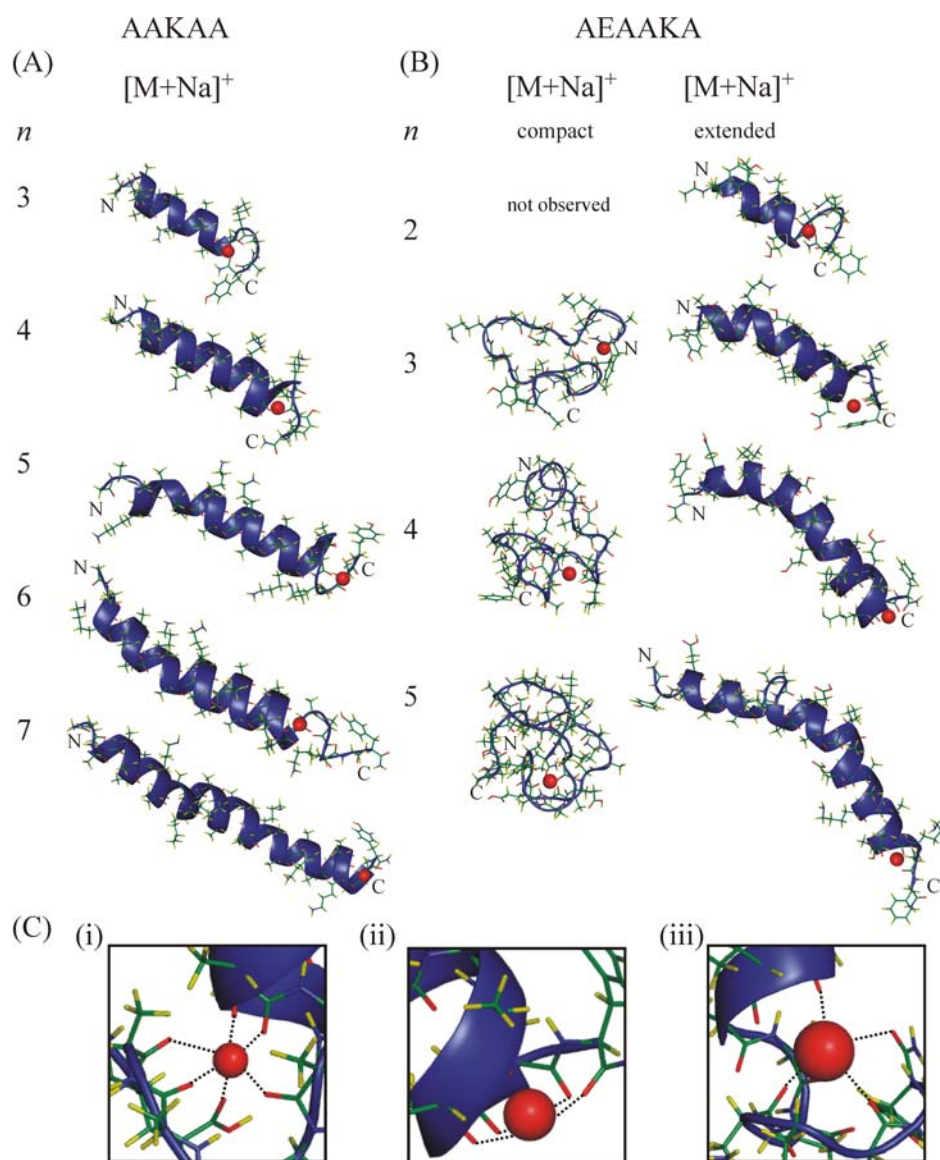 AAKAA AEAAKA
(A) (B)
[M+Na]+ [M+Na]+ [M+Na]+
n n compact extended
3 N C
2 not observed N C
4 N C
3 N C N C
5 N C
4 N C N C
6 N C
5 N C N C
7 N C
(C) (i) (ii) (iii)